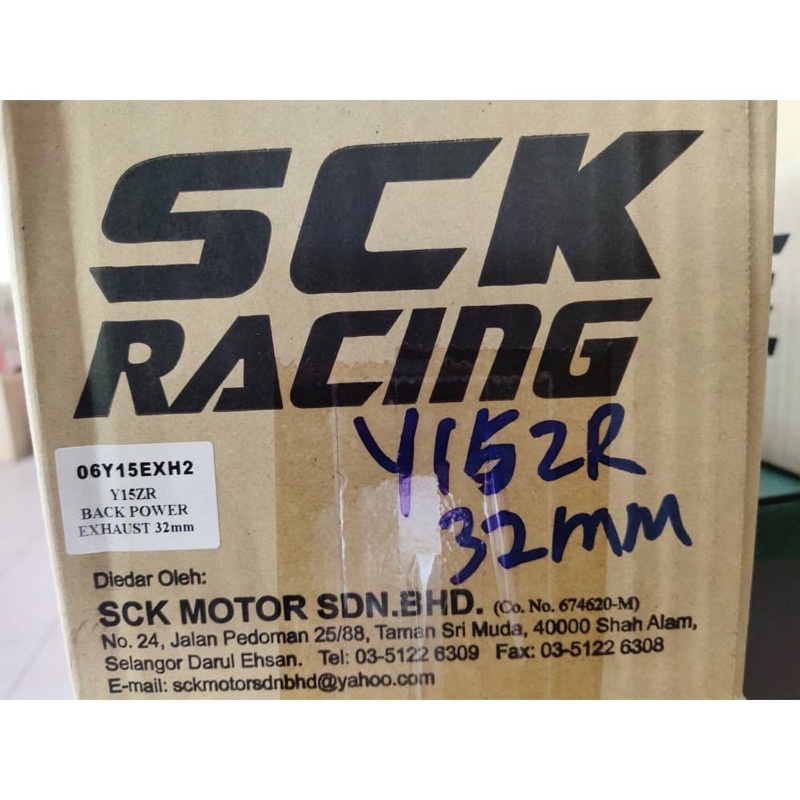 SCK
RACING
Y15ZR
32mm
06Y15EXH2
Y15ZR
BACK POWER
EXHAUST 32mm
Diedar Oleh:
SCK MOTOR SDN.BHD. (Co. No. 674620-M)
No. 24, Jalan Pedoman 25/88, Taman Sri Muda, 40000 Shah Alam,
Selangor Darul Ehsan. Tel: 03-5122 6309 Fax: 03-5122 6308
E-mail: sckmotorsdnbhd@yahoo.com